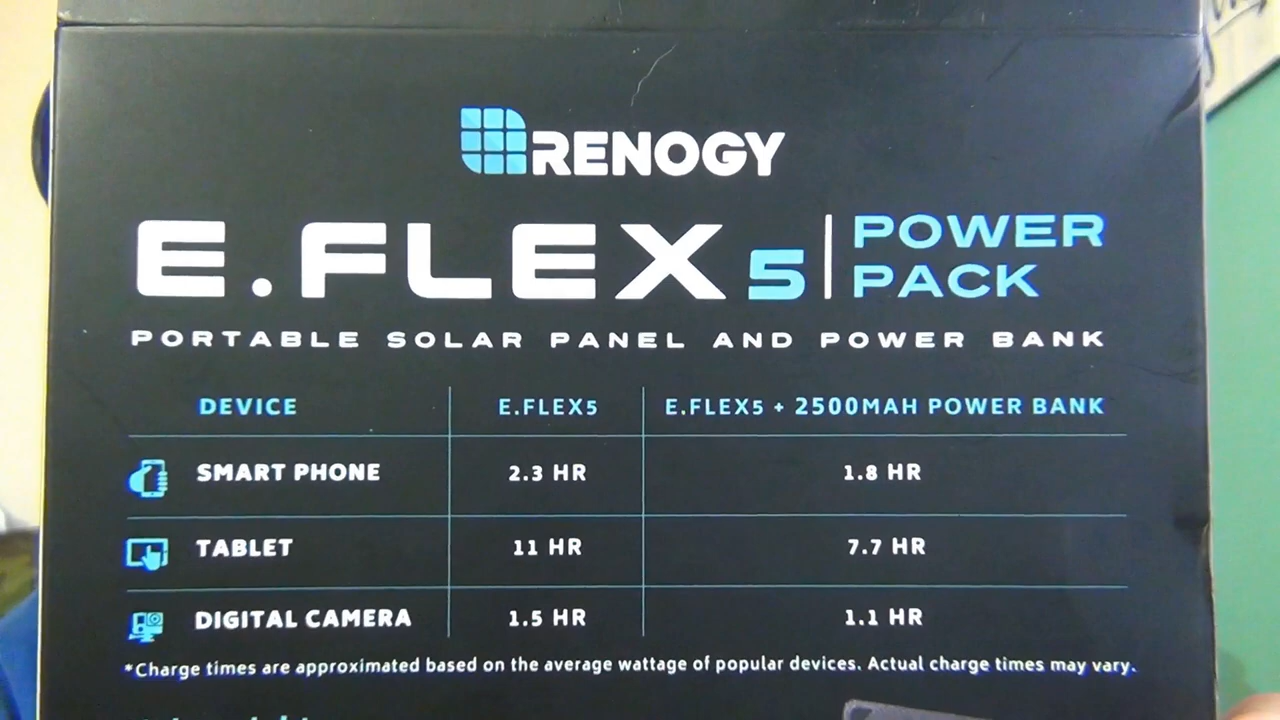 RENOGY
E.FLEX5 | POWER PACK
PORTABLE SOLAR PANEL AND POWER BANK
DEVICE E.FLEX5 E.FLEX5 + 2500MAH POWER BANK
SMART PHONE 2.3 HR 1.8 HR
TABLET 11 HR 7.7 HR
DIGITAL CAMERA 1.5 HR 1.1 HR
*Charge times are approximated based on the average wattage of popular devices. Actual charge times may vary.